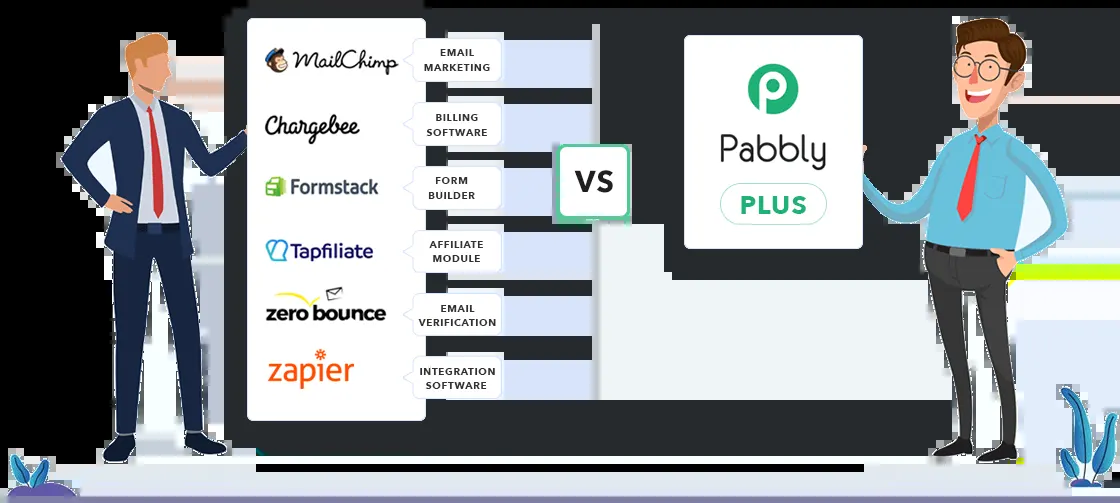 MailChimp
EMAIL
MARKETING
Chargebee
BILLING
SOFTWARE
Formstack
FORM
BUILDER
Tapfiliate
AFFILIATE
MODULE
zero bounce
EMAIL
VERIFICATION
zapier
INTEGRATION
SOFTWARE
VS
Pabbly
PLUS